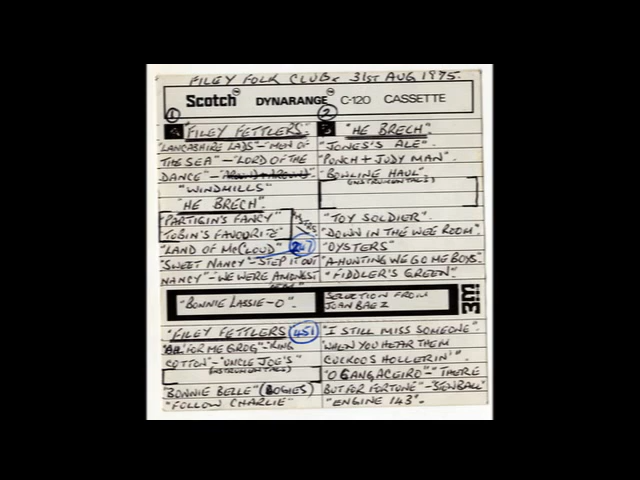 FILEY FOLK CLUB. 31ST AUG 1975.
Scotch DYNARANGE C-120 CASSETTE
1 2
"FILEY FETTLERS."
"LANCASHIRE LADS"-"MEN OF
THE SEA"-"LORD OF THE
DANCE"-
"WINDMILLS"
"HE BRECH".
"PARTIGIN'S FANCY"
TOBIN'S FAVOURITE"
"LAND OF McCLOUD"
"SWEET NANCY"-"STEP IT OUT
NANCY"-"WE WERE AMONGST
"BONNIE LASSIE-O".
"FILEY FETTLERS 451
"ALL FOR ME GROG"-"KING
COTTON"-"UNCLE JOE'S"
(INSTRUMENTALS)
"BONNIE BELLE" (BOGIES)
"FOLLOW CHARLIE"
B "HE BRECH".
"JONES'S ALE".
"PUNCH + JUDY MAN".
"BOWLING HAUL"
(INSTRUMENTALS)
"TOY SOLDIER".
"DOWN IN THE WEE ROOM".
"OYSTERS"
"A-HUNTING WE GO ME BOYS".
"FIDDLER'S GREEN".
SELECTION FROM
JOAN BAEZ
3M
"I STILL MISS SOMEONE".
"WHEN YOU HEAR THEM
CUCKOOS HOLLERIN'".
"O GANGACEIRO"-"THERE
BUT FOR FORTUNE"-
"ENGINE 143".